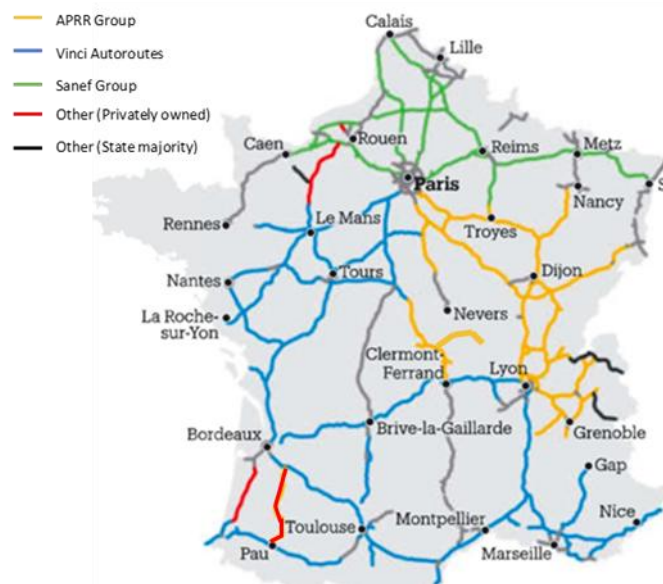 APRR Group
Vinci Autoroutes
Sanef Group
Other (Privately owned)
Other (State majority)
Calais
Lille
Rouen
Caen
Reims
Metz
Paris
Nancy
Rennes
Le Mans
Troyes
Nantes
Tours
Dijon
La Roche-
sur-Yon
Nevers
Clermont-
Ferrand
Lyon
Bordeaux
Brive-la-Gaillarde
Grenoble
Gap
Toulouse
Montpellier
Nice
Pau
Marseille